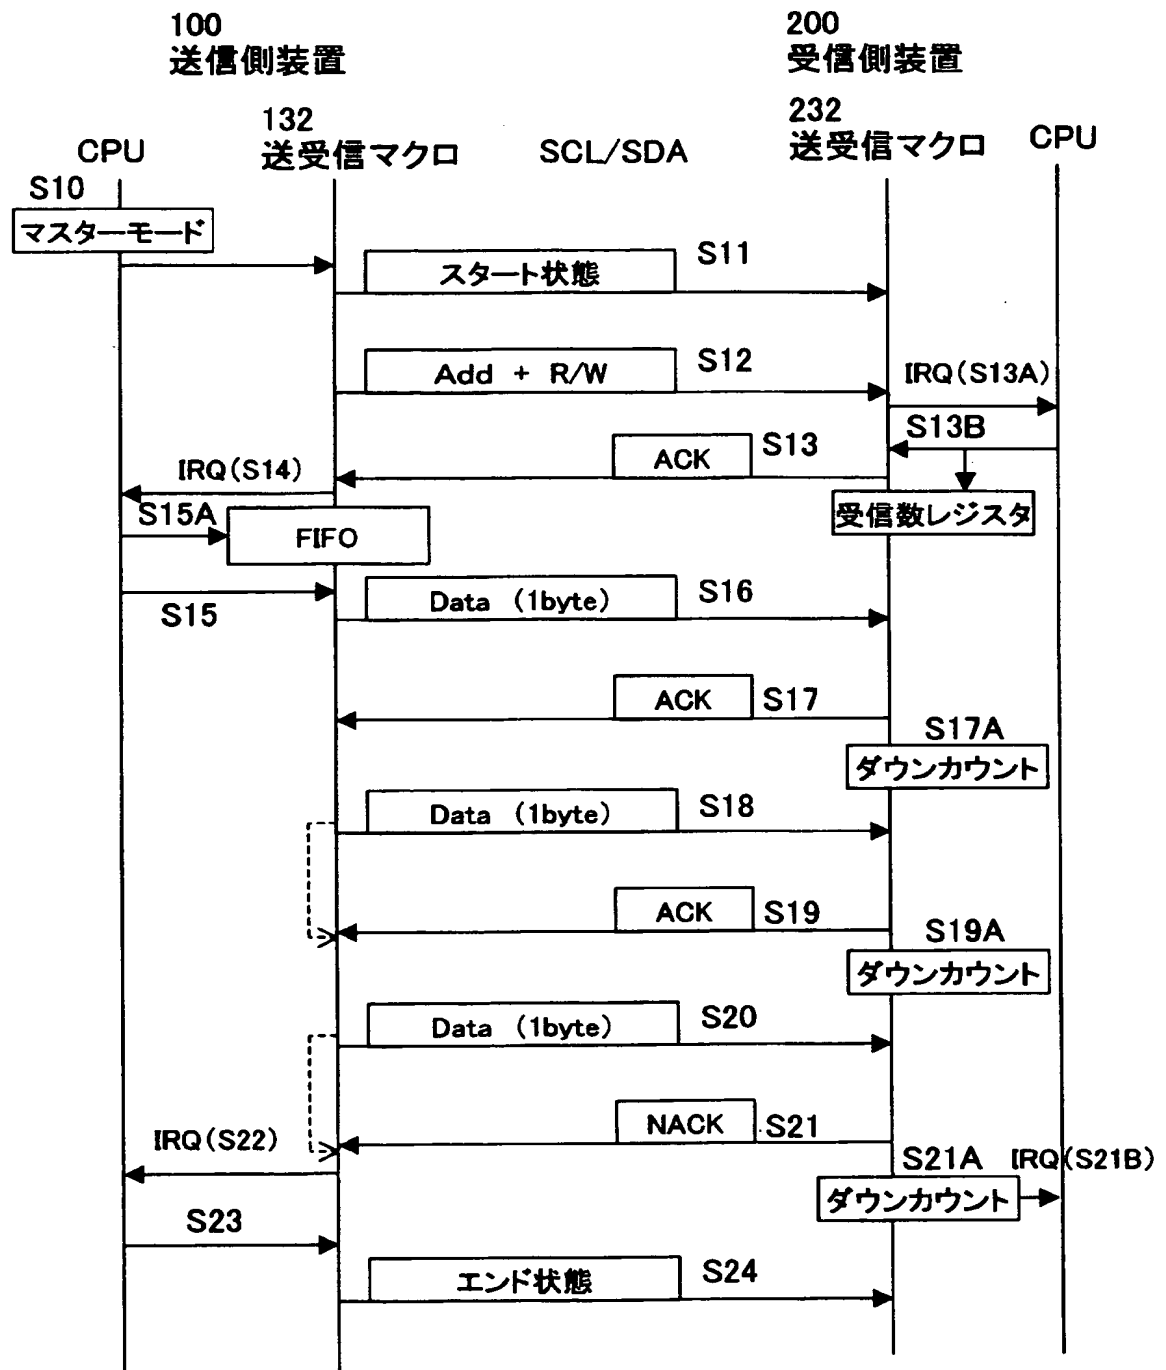 100
送信側装置
200
受信側装置
132
送受信マクロ
232
送受信マクロ
CPU
SCL/SDA
CPU
S10
マスターモード
スタート状態
S11
Add + R/W
S12
IRQ(S13A)
S13B
ACK
S13
IRQ(S14)
受信数レジスタ
S15A
FIFO
S15
Data (1byte)
S16
ACK
S17
S17A
ダウンカウント
Data (1byte)
S18
ACK
S19
S19A
ダウンカウント
Data (1byte)
S20
NACK
S21
IRQ(S22)
S21A
IRQ(S21B)
ダウンカウント
S23
エンド状態
S24